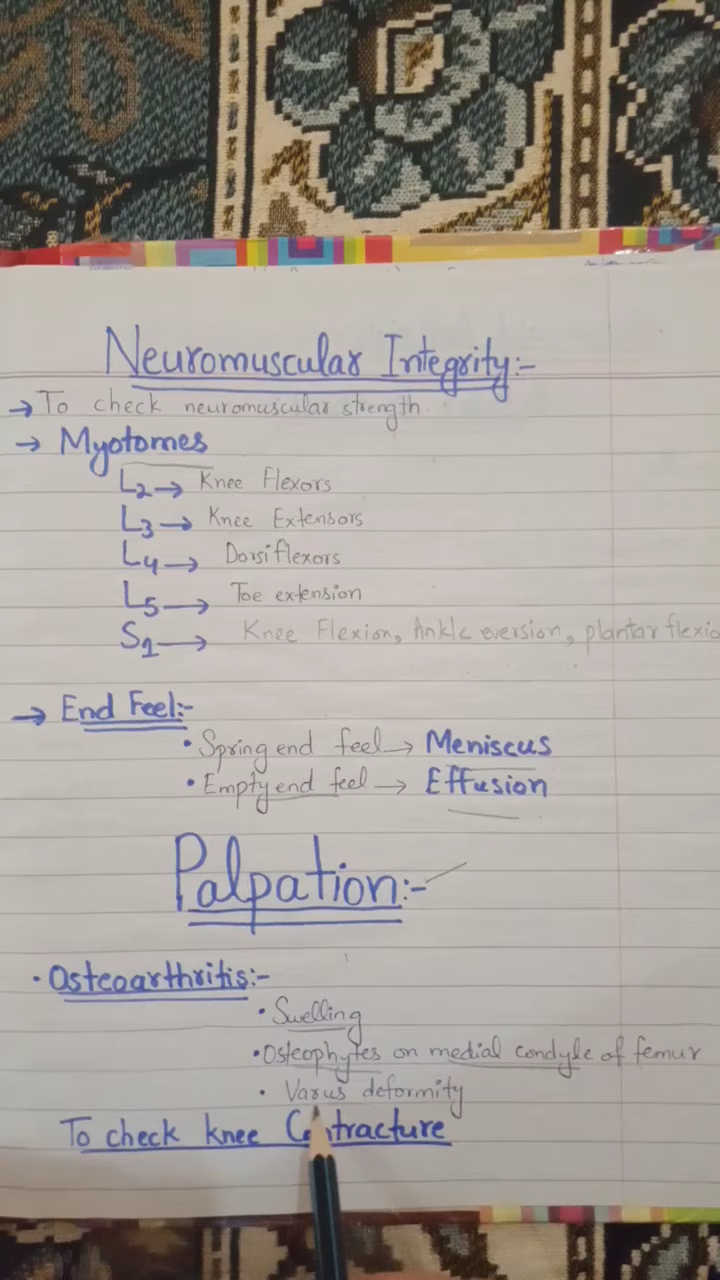 Neuromuscular Integrity:-
→ To check neuromuscular strength.
→ Myotomes
L2 → Knee Flexors
L3 → Knee Extensors
L4 → Dorsiflexors
L5 → Toe extension
S1 → Knee Flexion, Ankle eversion, plantar flexio
→ End Feel:-
• Spring end feel → Meniscus
• Empty end feel → Effusion
Palpation:-
• Osteoarthritis:-
• Swelling
• Osteophytes on medial condyle of femur
• Varus deformity
To check knee Contracture